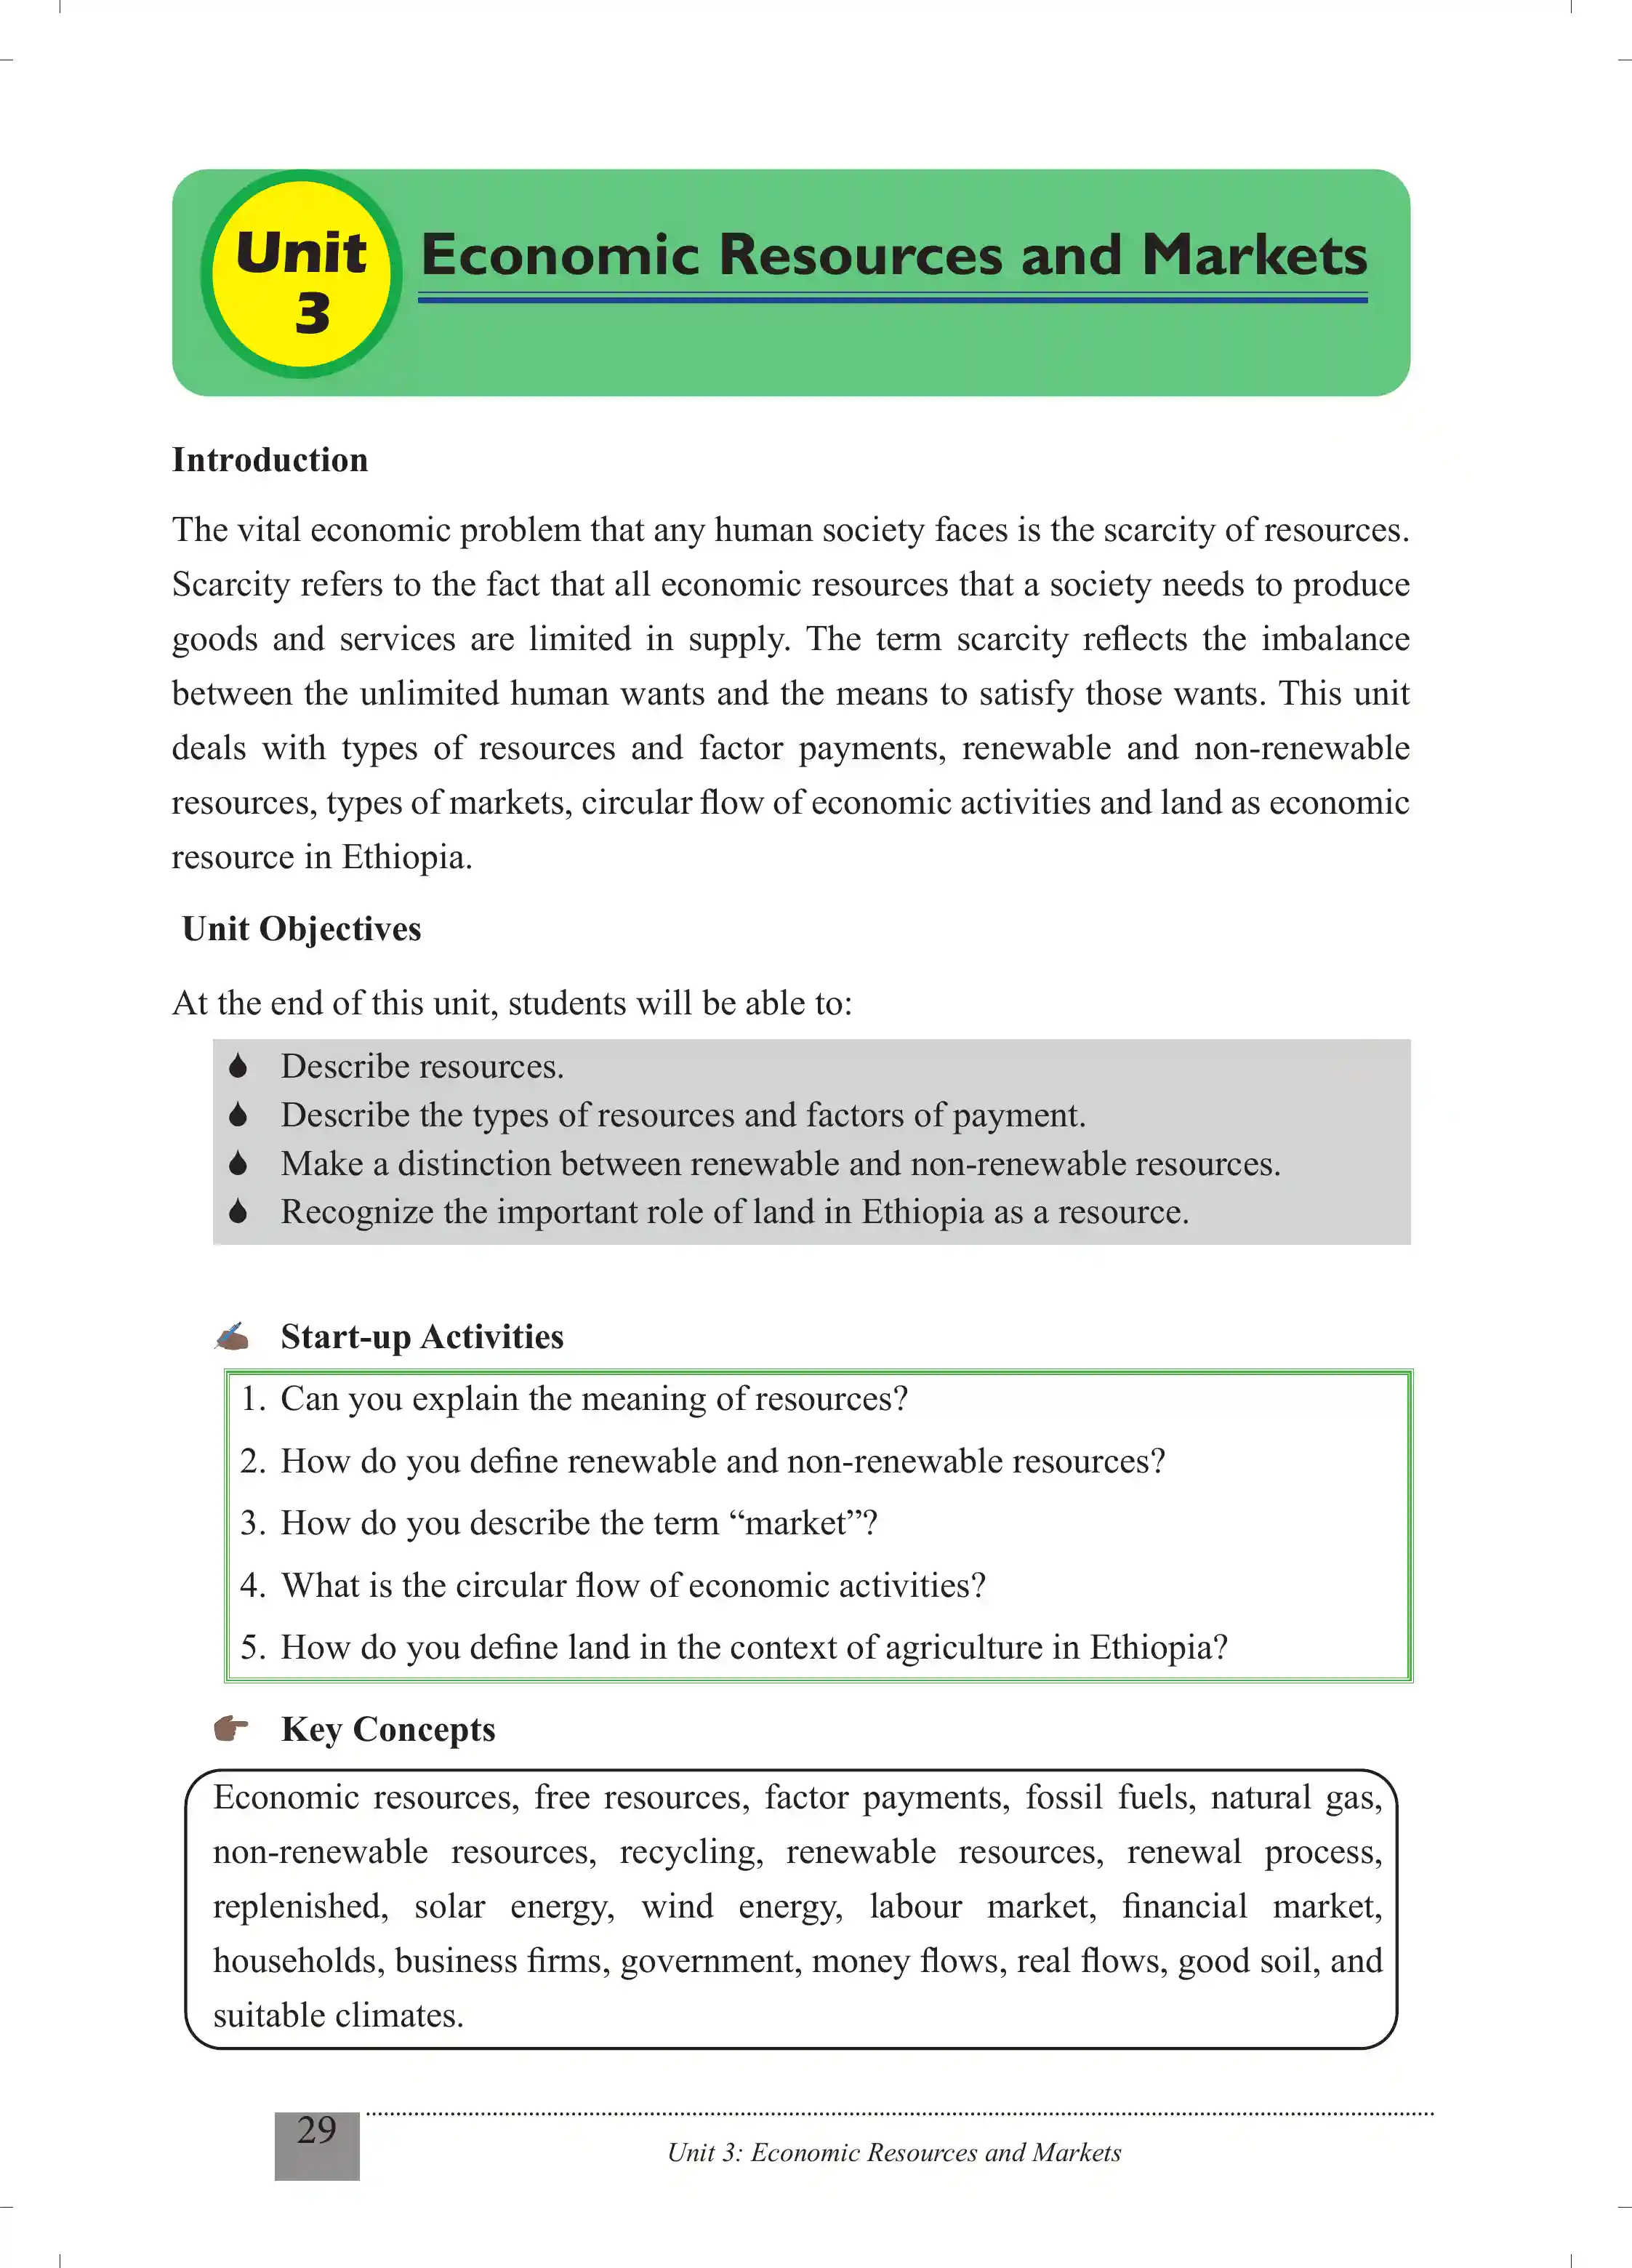 Unit
3
Economic Resources and Markets
Introduction
The vital economic problem that any human society faces is the scarcity of resources.
Scarcity refers to the fact that all economic resources that a society needs to produce
goods and services are limited in supply. The term scarcity reflects the imbalance
between the unlimited human wants and the means to satisfy those wants. This unit
deals with types of resources and factor payments, renewable and non-renewable
resources, types of markets, circular flow of economic activities and land as economic
resource in Ethiopia.
Unit Objectives
At the end of this unit, students will be able to:
Describe resources.
Describe the types of resources and factors of payment.
Make a distinction between renewable and non-renewable resources.
Recognize the important role of land in Ethiopia as a resource.
Start-up Activities
1. Can you explain the meaning of resources?
2. How do you define renewable and non-renewable resources?
3. How do you describe the term “market”?
4. What is the circular flow of economic activities?
5. How do you define land in the context of agriculture in Ethiopia?
Key Concepts
Economic resources, free resources, factor payments, fossil fuels, natural gas,
non-renewable resources, recycling, renewable resources, renewal process,
replenished, solar energy, wind energy, labour market, financial market,
households, business firms, government, money flows, real flows, good soil, and
suitable climates.
29
Unit 3: Economic Resources and Markets